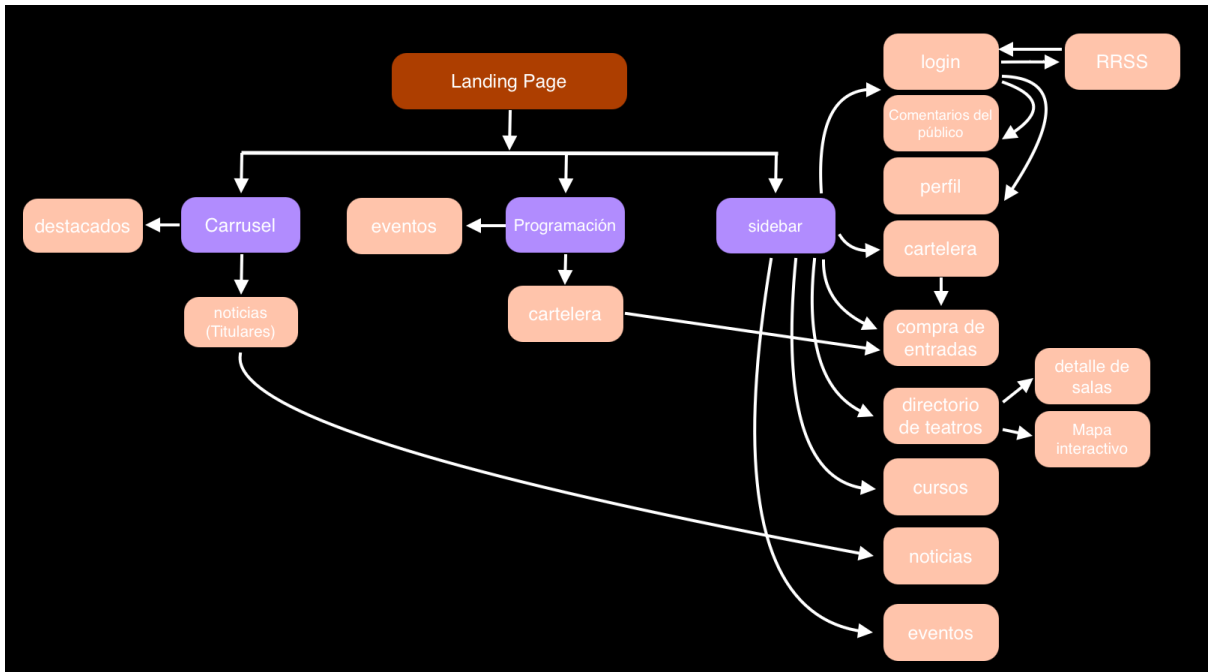 Landing Page
login
RRSS
Comentarios del
público
perfil
destacados
Carrusel
eventos
Programación
sidebar
cartelera
noticias
(Titulares)
cartelera
compra de
entradas
detalle de
salas
directorio
de teatros
Mapa
interactivo
cursos
noticias
eventos